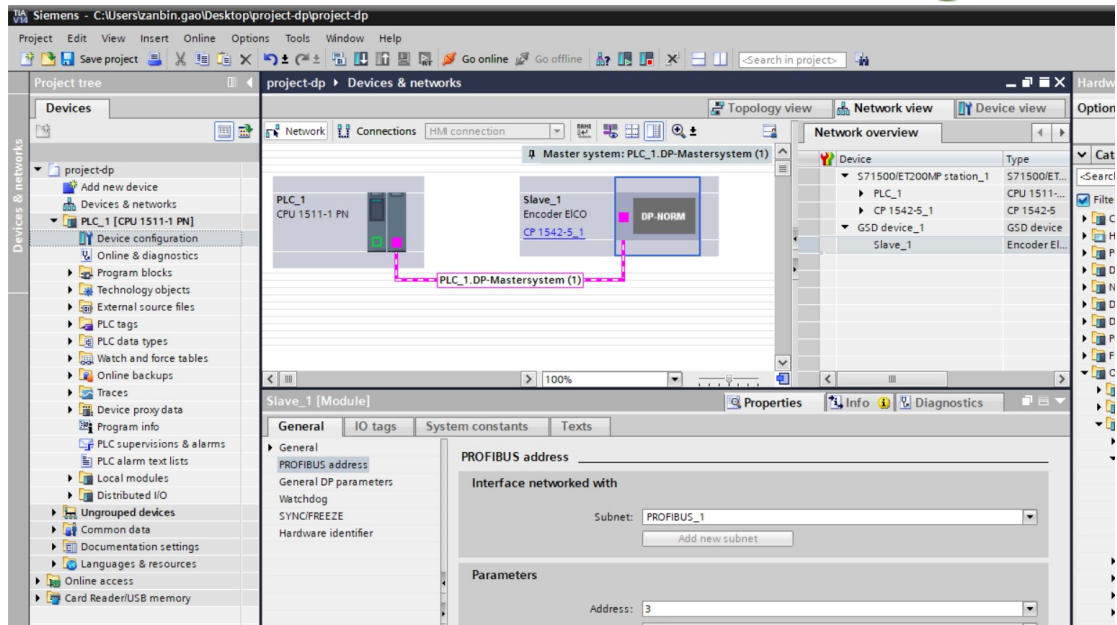 TIA V14 Siemens - C:\Users\zanbin.gao\Desktop\project-dp\project-dp
Project Edit View Insert Online Options Tools Window Help
Save project Go online Go offline <Search in project>
Project tree
project-dp ▸ Devices & networks
Hardw
Devices
Topology view Network view Device view
Option
Network Connections HMI connection
Network overview
Devices & networks
Master system: PLC_1.DP-Mastersystem (1)
Device Type
Cat
project-dp
S71500/ET200MP station_1 S71500/ET...
<Search
Add new device
PLC_1 CPU 1511-...
Filte
Devices & networks
PLC_1
CPU 1511-1 PN
Slave_1
Encoder EICO
CP 1542-5_1
DP-NORM
CP 1542-5_1 CP 1542-5
PLC_1 [CPU 1511-1 PN]
GSD device_1 GSD device
Device configuration
Slave_1 Encoder El...
Online & diagnostics
Program blocks
PLC_1.DP-Mastersystem (1)
Technology objects
External source files
PLC tags
PLC data types
Watch and force tables
Online backups
100%
Traces
Slave_1 [Module]
Properties Info Diagnostics
Device proxy data
General IO tags System constants Texts
Program info
PLC supervisions & alarms
General
PROFIBUS address
PLC alarm text lists
PROFIBUS address
Local modules
General DP parameters
Interface networked with
Distributed I/O
Watchdog
Ungrouped devices
SYNC/FREEZE
Subnet: PROFIBUS_1
Common data
Hardware identifier
Add new subnet
Documentation settings
Languages & resources
Online access
Parameters
Card Reader/USB memory
Address: 3